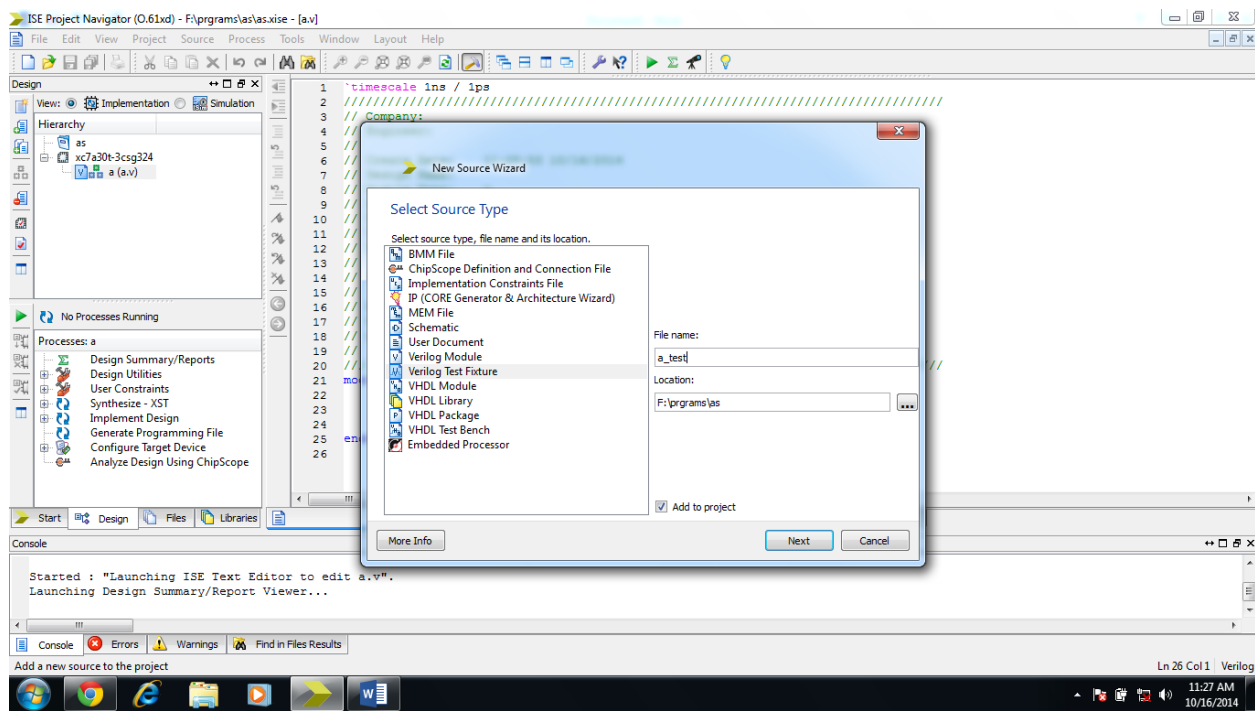 ISE Project Navigator (O.61xd) - F:\prgrams\as\as.xise - [a.v]
File Edit View Project Source Process Tools Window Layout Help
Design
View: Implementation Simulation
Hierarchy
as
xc7a30t-3csg324
a (a.v)
No Processes Running
Processes: a
Design Summary/Reports
Design Utilities
User Constraints
Synthesize - XST
Implement Design
Generate Programming File
Configure Target Device
Analyze Design Using ChipScope
Start Design Files Libraries
1 `timescale 1ns / 1ps
2 //////////////////////////////////////////////////////////////////////////////////
3 // Company:
4 //
5 //
6 //
7 //
8 //
9 //
10 //
11 //
12 //
13 //
14 //
15 //
16 //
17 //
18 //
19 //
20 //
21 mo
22
23
24
25 en
26
New Source Wizard
Select Source Type
Select source type, file name and its location.
BMM File
ChipScope Definition and Connection File
Implementation Constraints File
IP (CORE Generator & Architecture Wizard)
MEM File
Schematic
User Document
Verilog Module
Verilog Test Fixture
VHDL Module
VHDL Library
VHDL Package
VHDL Test Bench
Embedded Processor
File name:
a_test
Location:
F:\prgrams\as
...
Add to project
More Info Next Cancel
Console
Started : "Launching ISE Text Editor to edit a.v".
Launching Design Summary/Report Viewer...
Console Errors Warnings Find in Files Results
Add a new source to the project
Ln 26 Col 1 Verilog
11:27 AM
10/16/2014